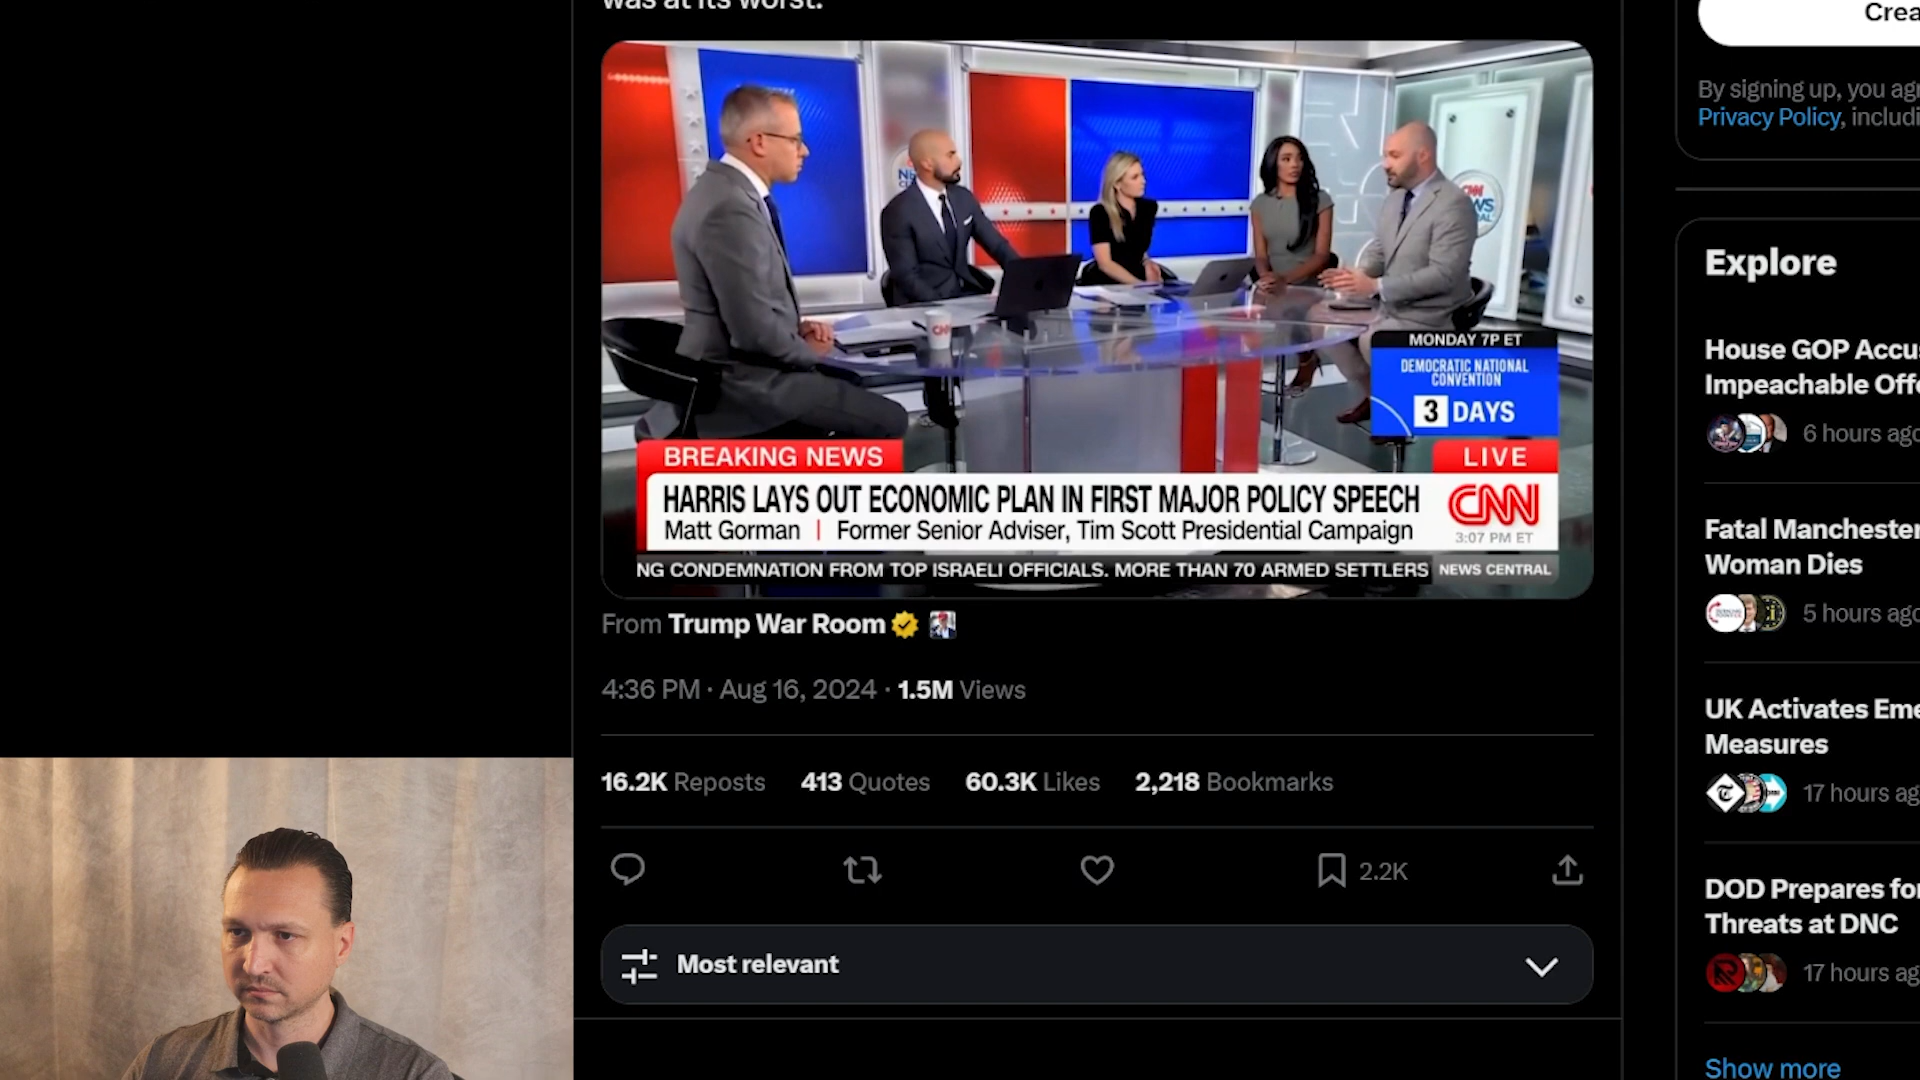 was at its worst.
MONDAY 7P ET
DEMOCRATIC NATIONAL
CONVENTION
3 DAYS
BREAKING NEWS
LIVE
HARRIS LAYS OUT ECONOMIC PLAN IN FIRST MAJOR POLICY SPEECH
Matt Gorman | Former Senior Adviser, Tim Scott Presidential Campaign
CNN
3:07 PM ET
NG CONDEMNATION FROM TOP ISRAELI OFFICIALS. MORE THAN 70 ARMED SETTLERS
NEWS CENTRAL
From Trump War Room
4:36 PM · Aug 16, 2024 · 1.5M Views
16.2K Reposts 413 Quotes 60.3K Likes 2,218 Bookmarks
2.2K
Most relevant
Crea
By signing up, you agr
Privacy Policy, includi
Explore
House GOP Accus
Impeachable Offe
6 hours ago
Fatal Manchester
Woman Dies
5 hours ago
UK Activates Eme
Measures
17 hours ag
DOD Prepares for
Threats at DNC
17 hours ag
Show more